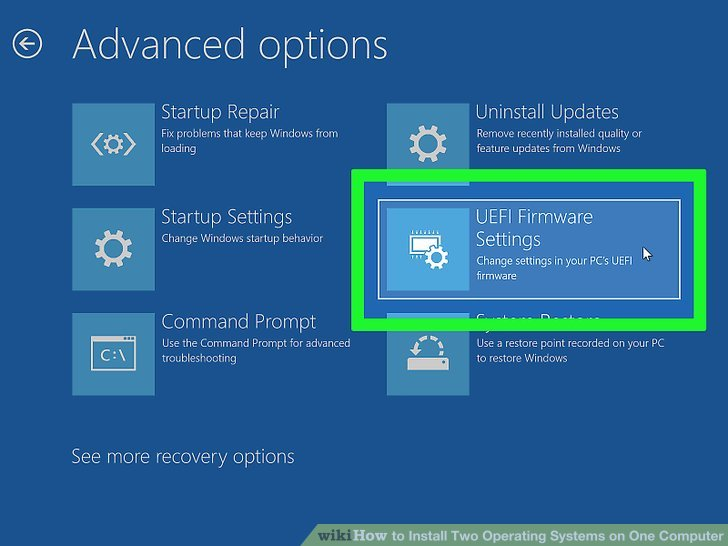 Advanced options
Startup Repair
Fix problems that keep Windows from
loading
Uninstall Updates
Remove recently installed quality or
feature updates from Windows
Startup Settings
Change Windows startup behavior
UEFI Firmware
Settings
Change settings in your PC's UEFI
firmware
Command Prompt
Use the Command Prompt for advanced
troubleshooting
C:\
System Restore
Use a restore point recorded on your PC
to restore Windows
See more recovery options
wikiHow to Install Two Operating Systems on One Computer